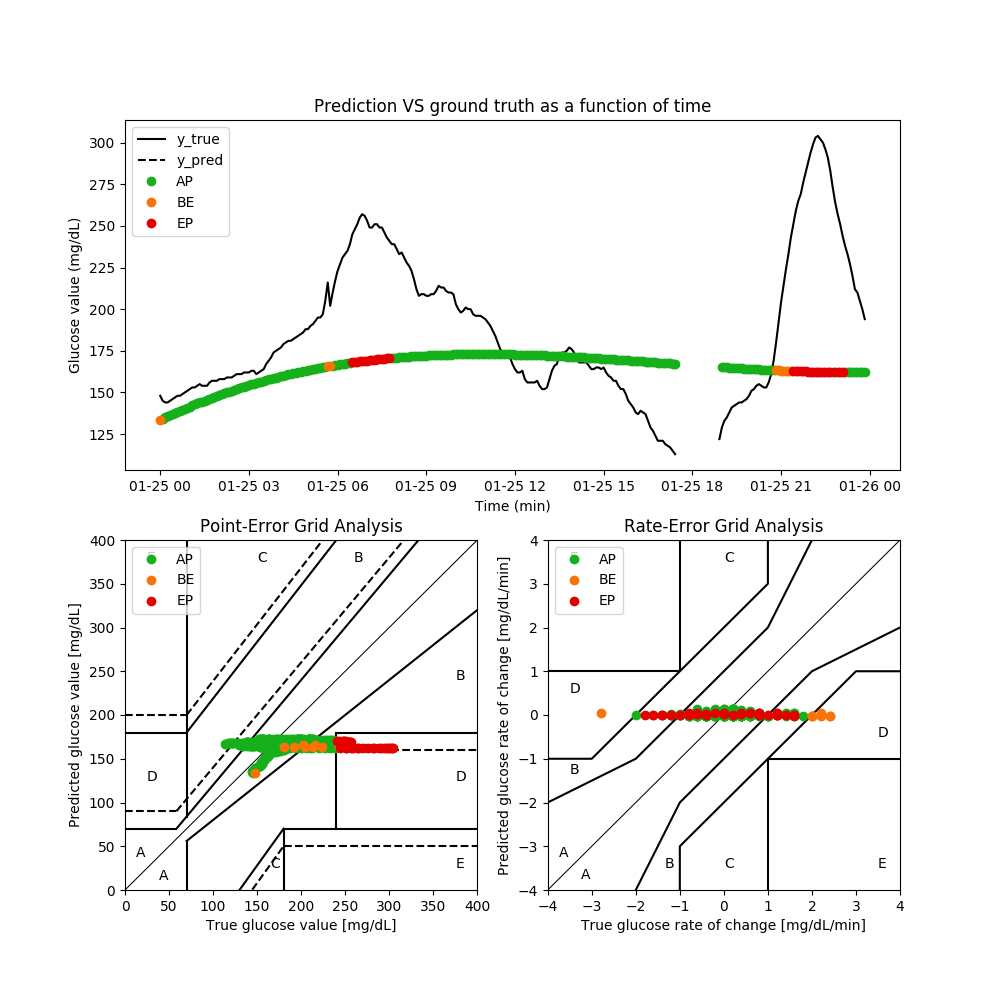 Prediction VS ground truth as a function of time
Glucose value (mg/dL)
300
275
250
225
200
175
150
125
y_true
y_pred
AP
BE
EP
01-25 00 01-25 03 01-25 06 01-25 09 01-25 12 01-25 15 01-25 18 01-25 21 01-26 00
Time (min)
Point-Error Grid Analysis
Predicted glucose value [mg/dL]
400
350
300
250
200
150
100
50
0
AP
BE
EP
C
B
B
D
D
A
A
C
E
0 50 100 150 200 250 300 350 400
True glucose value [mg/dL]
Rate-Error Grid Analysis
Predicted glucose rate of change [mg/dL/min]
4
3
2
1
0
−1
−2
−3
−4
AP
BE
EP
C
D
D
B
A
A
B
C
E
−4 −3 −2 −1 0 1 2 3 4
True glucose rate of change [mg/dL/min]